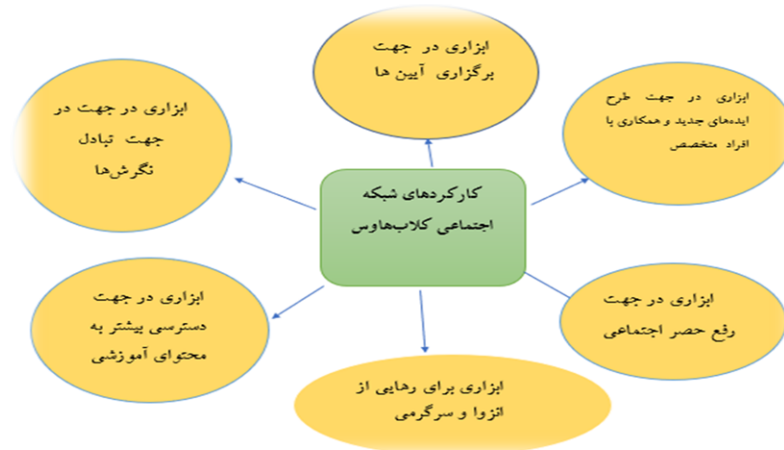 ابزاری در جهت
برگزاری آیین ها
ابزاری در جهت طرح
ایده‌های جدید و همکاری با
افراد متخصص
ابزاری در جهت در
جهت تبادل
نگرش‌ها
کارکردهای شبکه
اجتماعی کلاب‌هاوس
ابزاری در جهت
رفع حصر اجتماعی
ابزاری در جهت
دسترسی بیشتر به
محتوای آموزشی
ابزاری برای رهایی از
انزوا و سرگرمی